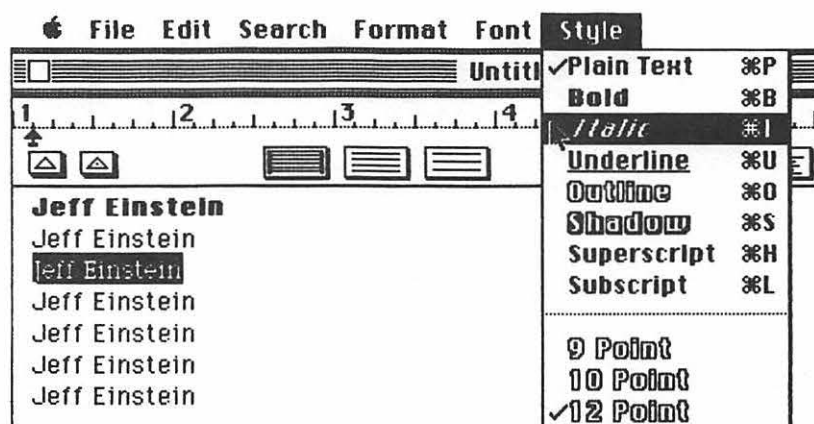 File Edit Search Format Font Style
Untitl
1 2 3 4
✓Plain Text ⌘P
Bold ⌘B
Italic ⌘I
Underline ⌘U
Outline ⌘O
Shadow ⌘S
Superscript ⌘H
Subscript ⌘L
9 Point
10 Point
✓12 Point
Jeff Einstein
Jeff Einstein
Jeff Einstein
Jeff Einstein
Jeff Einstein
Jeff Einstein
Jeff Einstein